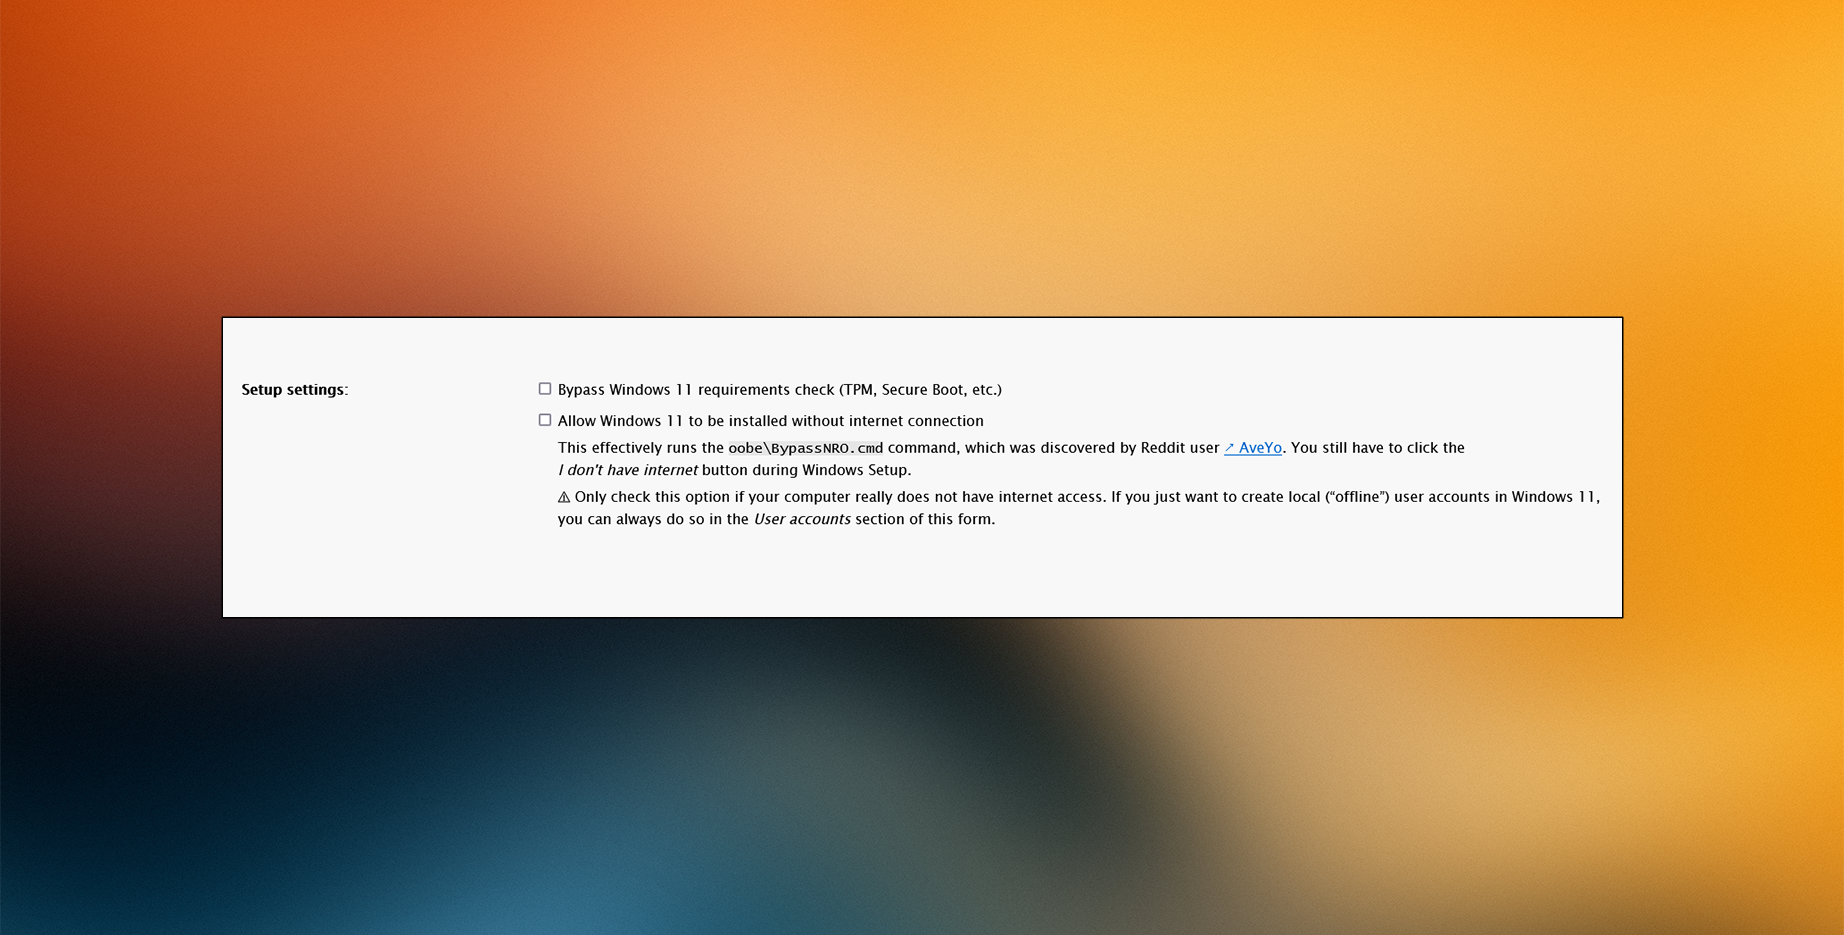 Setup settings:
Bypass Windows 11 requirements check (TPM, Secure Boot, etc.)
Allow Windows 11 to be installed without internet connection
This effectively runs the oobe\BypassNRO.cmd command, which was discovered by Reddit user ↗ AveYo. You still have to click the
I don't have internet button during Windows Setup.
⚠ Only check this option if your computer really does not have internet access. If you just want to create local (“offline”) user accounts in Windows 11,
you can always do so in the User accounts section of this form.